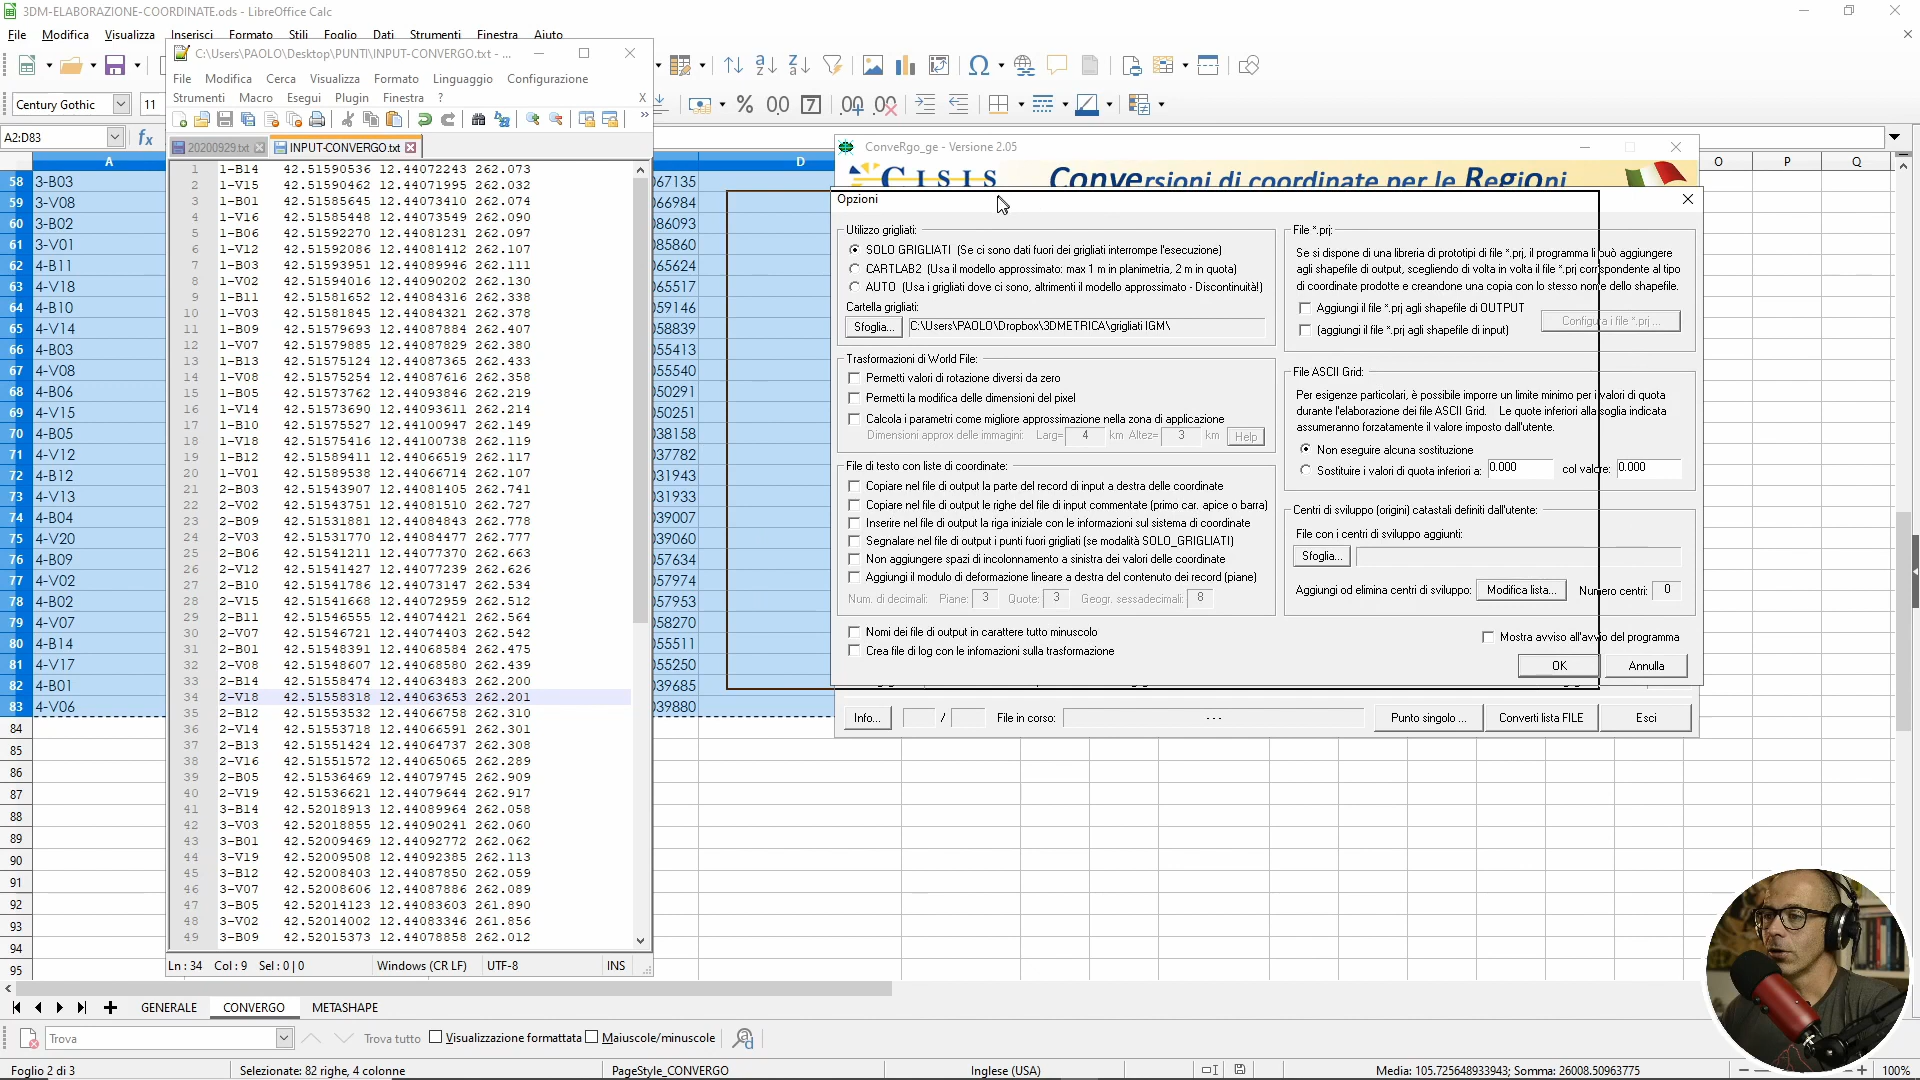 3DM-ELABORAZIONE-COORDINATE.ods - LibreOffice Calc
File Modifica Visualizza Inserisci Formato Stili Foglio Dati Strumenti Finestra Aiuto
Century Gothic 11
A2:D83
A D O P Q
58 3-B03
59 3-V08
60 3-B02
61 3-V01
62 4-B11
63 4-V18
64 4-B10
65 4-V14
66 4-B03
67 4-V08
68 4-B06
69 4-V15
70 4-B05
71 4-V12
72 4-B12
73 4-V13
74 4-B04
75 4-V20
76 4-B09
77 4-V02
78 4-B02
79 4-V07
80 4-B14
81 4-V17
82 4-B01
83 4-V06
84
85
86
87
88
89
90
91
92
93
94
95
C:\Users\PAOLO\Desktop\PUNTI\INPUT-CONVERGO.txt - ...
File Modifica Cerca Visualizza Formato Linguaggio Configurazione
Strumenti Macro Esegui Plugin Finestra ? X
20200929.txt INPUT-CONVERGO.txt
1 1-B14 42.51590536 12.44072243 262.073
2 1-V15 42.51590462 12.44071995 262.032
3 1-B01 42.51585645 12.44073410 262.074
4 1-V16 42.51585448 12.44073549 262.090
5 1-B06 42.51592270 12.44081231 262.097
6 1-V12 42.51592086 12.44081412 262.107
7 1-B03 42.51593951 12.44089946 262.111
8 1-V02 42.51594016 12.44090202 262.130
9 1-B11 42.51581652 12.44084316 262.338
10 1-V03 42.51581845 12.44084321 262.378
11 1-B09 42.51579693 12.44087884 262.407
12 1-V07 42.51579885 12.44087829 262.380
13 1-B13 42.51575124 12.44087365 262.433
14 1-V08 42.51575254 12.44087616 262.358
15 1-B05 42.51573762 12.44093846 262.219
16 1-V14 42.51573690 12.44093611 262.214
17 1-B10 42.51575527 12.44100947 262.149
18 1-V18 42.51575416 12.44100738 262.119
19 1-B12 42.51589411 12.44066519 262.117
20 1-V01 42.51589538 12.44066714 262.107
21 2-B03 42.51543907 12.44081405 262.741
22 2-V02 42.51543751 12.44081510 262.727
23 2-B09 42.51531881 12.44084843 262.778
24 2-V03 42.51531770 12.44084477 262.777
25 2-B06 42.51541211 12.44077370 262.663
26 2-V12 42.51541427 12.44077239 262.626
27 2-B10 42.51541786 12.44073147 262.534
28 2-V15 42.51541668 12.44072959 262.512
29 2-B11 42.51546555 12.44074421 262.564
30 2-V07 42.51546721 12.44074403 262.542
31 2-B01 42.51548391 12.44068584 262.475
32 2-V08 42.51548607 12.44068580 262.439
33 2-B14 42.51558474 12.44063483 262.200
34 2-V18 42.51558318 12.44063653 262.201
35 2-B12 42.51553532 12.44066758 262.310
36 2-V14 42.51553718 12.44066591 262.301
37 2-B13 42.51551424 12.44064737 262.308
38 2-V16 42.51551572 12.44065065 262.289
39 2-B05 42.51536469 12.44079745 262.909
40 2-V19 42.51536621 12.44079644 262.917
41 3-B14 42.52018913 12.44089964 262.058
42 3-V03 42.52018855 12.44090241 262.060
43 3-B01 42.52009469 12.44092772 262.062
44 3-V19 42.52009508 12.44092385 262.113
45 3-B12 42.52008403 12.44087850 262.059
46 3-V07 42.52008606 12.44087886 262.089
47 3-B05 42.52014123 12.44083603 261.890
48 3-V02 42.52014002 12.44083346 261.856
49 3-B09 42.52015373 12.44078858 262.012
Ln : 34 Col : 9 Sel : 0 | 0 Windows (CR LF) UTF-8 INS
067135
066984
086093
085860
065624
065517
059146
058839
055413
055540
050291
050251
038158
037782
031943
031933
039007
039060
057634
057974
057953
058270
055511
055250
039685
039880
ConveRgo_ge - Versione 2.05
CISIS Conversioni di coordinate per le Regioni
Opzioni
Utilizzo grigliati:
SOLO GRIGLIATI (Se ci sono dati fuori dei grigliati interrompe l'esecuzione)
CARTLAB2 (Usa il modello approssimato: max 1 m in planimetria, 2 m in quota)
AUTO (Usa i grigliati dove ci sono, altrimenti il modello approssimato - Discontinuità!)
Cartella grigliati:
Sfoglia... C:\Users\PAOLO\Dropbox\3DMETRICA\grigliati IGM\
Trasformazioni di World File:
Permetti valori di rotazione diversi da zero
Permetti la modifica delle dimensioni del pixel
Calcola i parametri come migliore approssimazione nella zona di applicazione
Dimensioni approx delle immagini: Larg= 4 km Altez= 3 km Help
File di testo con liste di coordinate:
Copiare nel file di output la parte del record di input a destra delle coordinate
Copiare nel file di output le righe del file di input commentate (primo car. apice o barra)
Inserire nel file di output la riga iniziale con le informazioni sul sistema di coordinate
Segnalare nel file di output i punti fuori grigliati (se modalità SOLO_GRIGLIATI)
Non aggiungere spazi di incolonnamento a sinistra dei valori delle coordinate
Aggiungi il modulo di deformazione lineare a destra del contenuto dei record (piane)
Num. di decimali: Piane: 3 Quote: 3 Geogr. sessadecimali: 8
Nomi dei file di output in carattere tutto minuscolo
Crea file di log con le infomazioni sulla trasformazione
File *.prj:
Se si dispone di una libreria di prototipi di file *.prj, il programma li può aggiungere
agli shapefile di output, scegliendo di volta in volta il file *.prj corrispondente al tipo
di coordinate prodotte e creandone una copia con lo stesso nome dello shapefile.
Aggiungi il file *.prj agli shapefile di OUTPUT
(aggiungi il file *.prj agli shapefile di input)
Configura i file *.prj ...
File ASCII Grid:
Per esigenze particolari, è possibile imporre un limite minimo per i valori di quota
durante l'elaborazione dei file ASCII Grid. Le quote inferiori alla soglia indicata
assumeranno forzatamente il valore imposto dall'utente.
Non eseguire alcuna sostituzione
Sostituire i valori di quota inferiori a: 0.000 col valore: 0.000
Centri di sviluppo (origini) catastali definiti dall'utente:
File con i centri di sviluppo aggiunti:
Sfoglia...
Aggiungi od elimina centri di sviluppo: Modifica lista... Numero centri: 0
Mostra avviso all'avvio del programma
OK Annulla
Info... / File in corso: - - - Punto singolo ... Converti lista FILE Esci
GENERALE CONVERGO METASHAPE
Trova Trova tutto Visualizzazione formattata Maiuscole/minuscole
Foglio 2 di 3 Selezionate: 82 righe, 4 colonne PageStyle_CONVERGO Inglese (USA) Media: 105.725648933943; Somma: 26008.50963775 100%